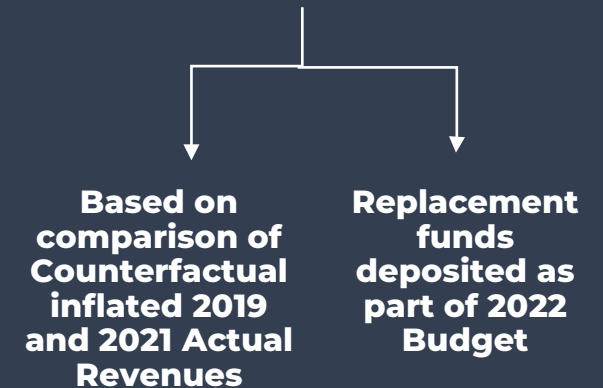 Based on
comparison of
Counterfactual
inflated 2019
and 2021 Actual
Revenues
Replacement
funds
deposited as
part of 2022
Budget